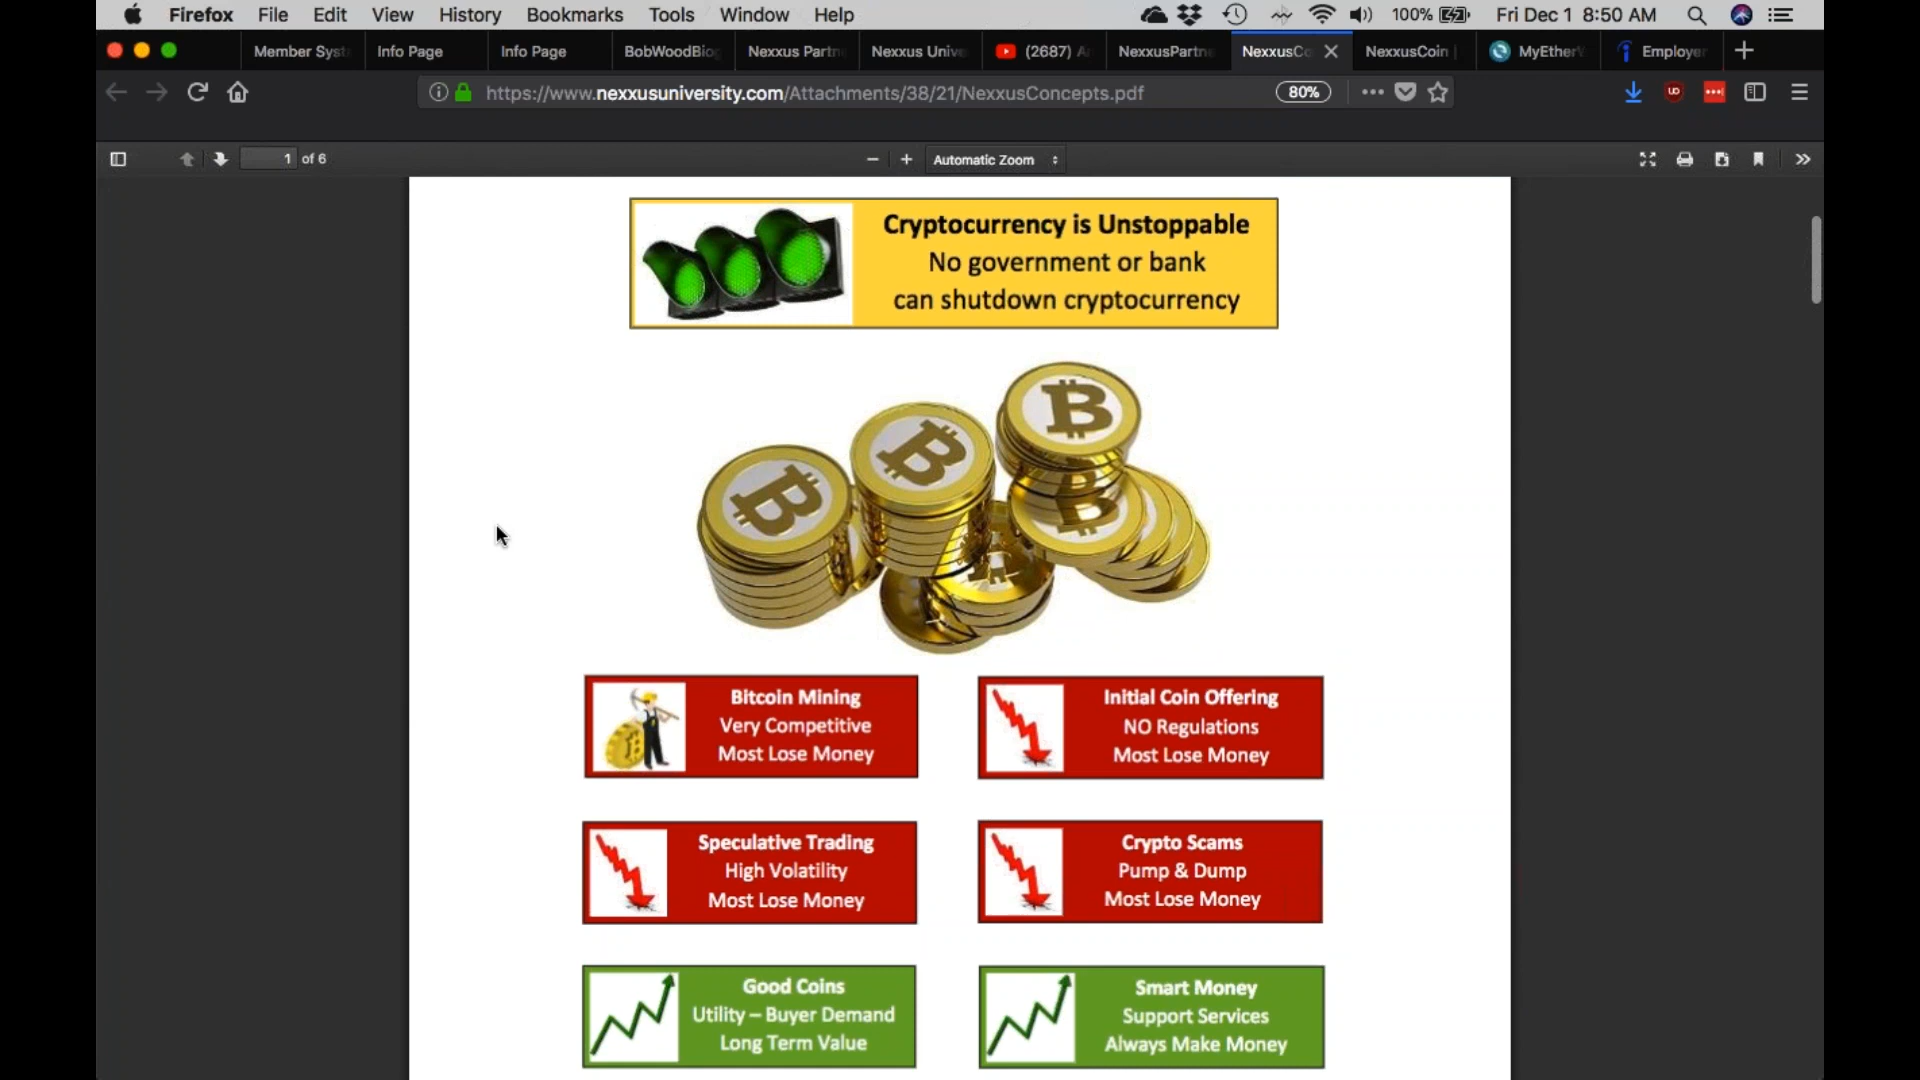 Firefox File Edit View History Bookmarks Tools Window Help 100% Fri Dec 1 8:50 AM
Member Syst Info Page Info Page BobWoodBlog Nexxus Partn Nexxus Unive (2687) A NexxusPartne NexxusCo NexxusCoin MyEtherW Employer
https://www.nexxusuniversity.com/Attachments/38/21/NexxusConcepts.pdf 80%
1 of 6 Automatic Zoom
Cryptocurrency is Unstoppable
No government or bank
can shutdown cryptocurrency
Bitcoin Mining
Very Competitive
Most Lose Money
Initial Coin Offering
NO Regulations
Most Lose Money
Speculative Trading
High Volatility
Most Lose Money
Crypto Scams
Pump & Dump
Most Lose Money
Good Coins
Utility – Buyer Demand
Long Term Value
Smart Money
Support Services
Always Make Money